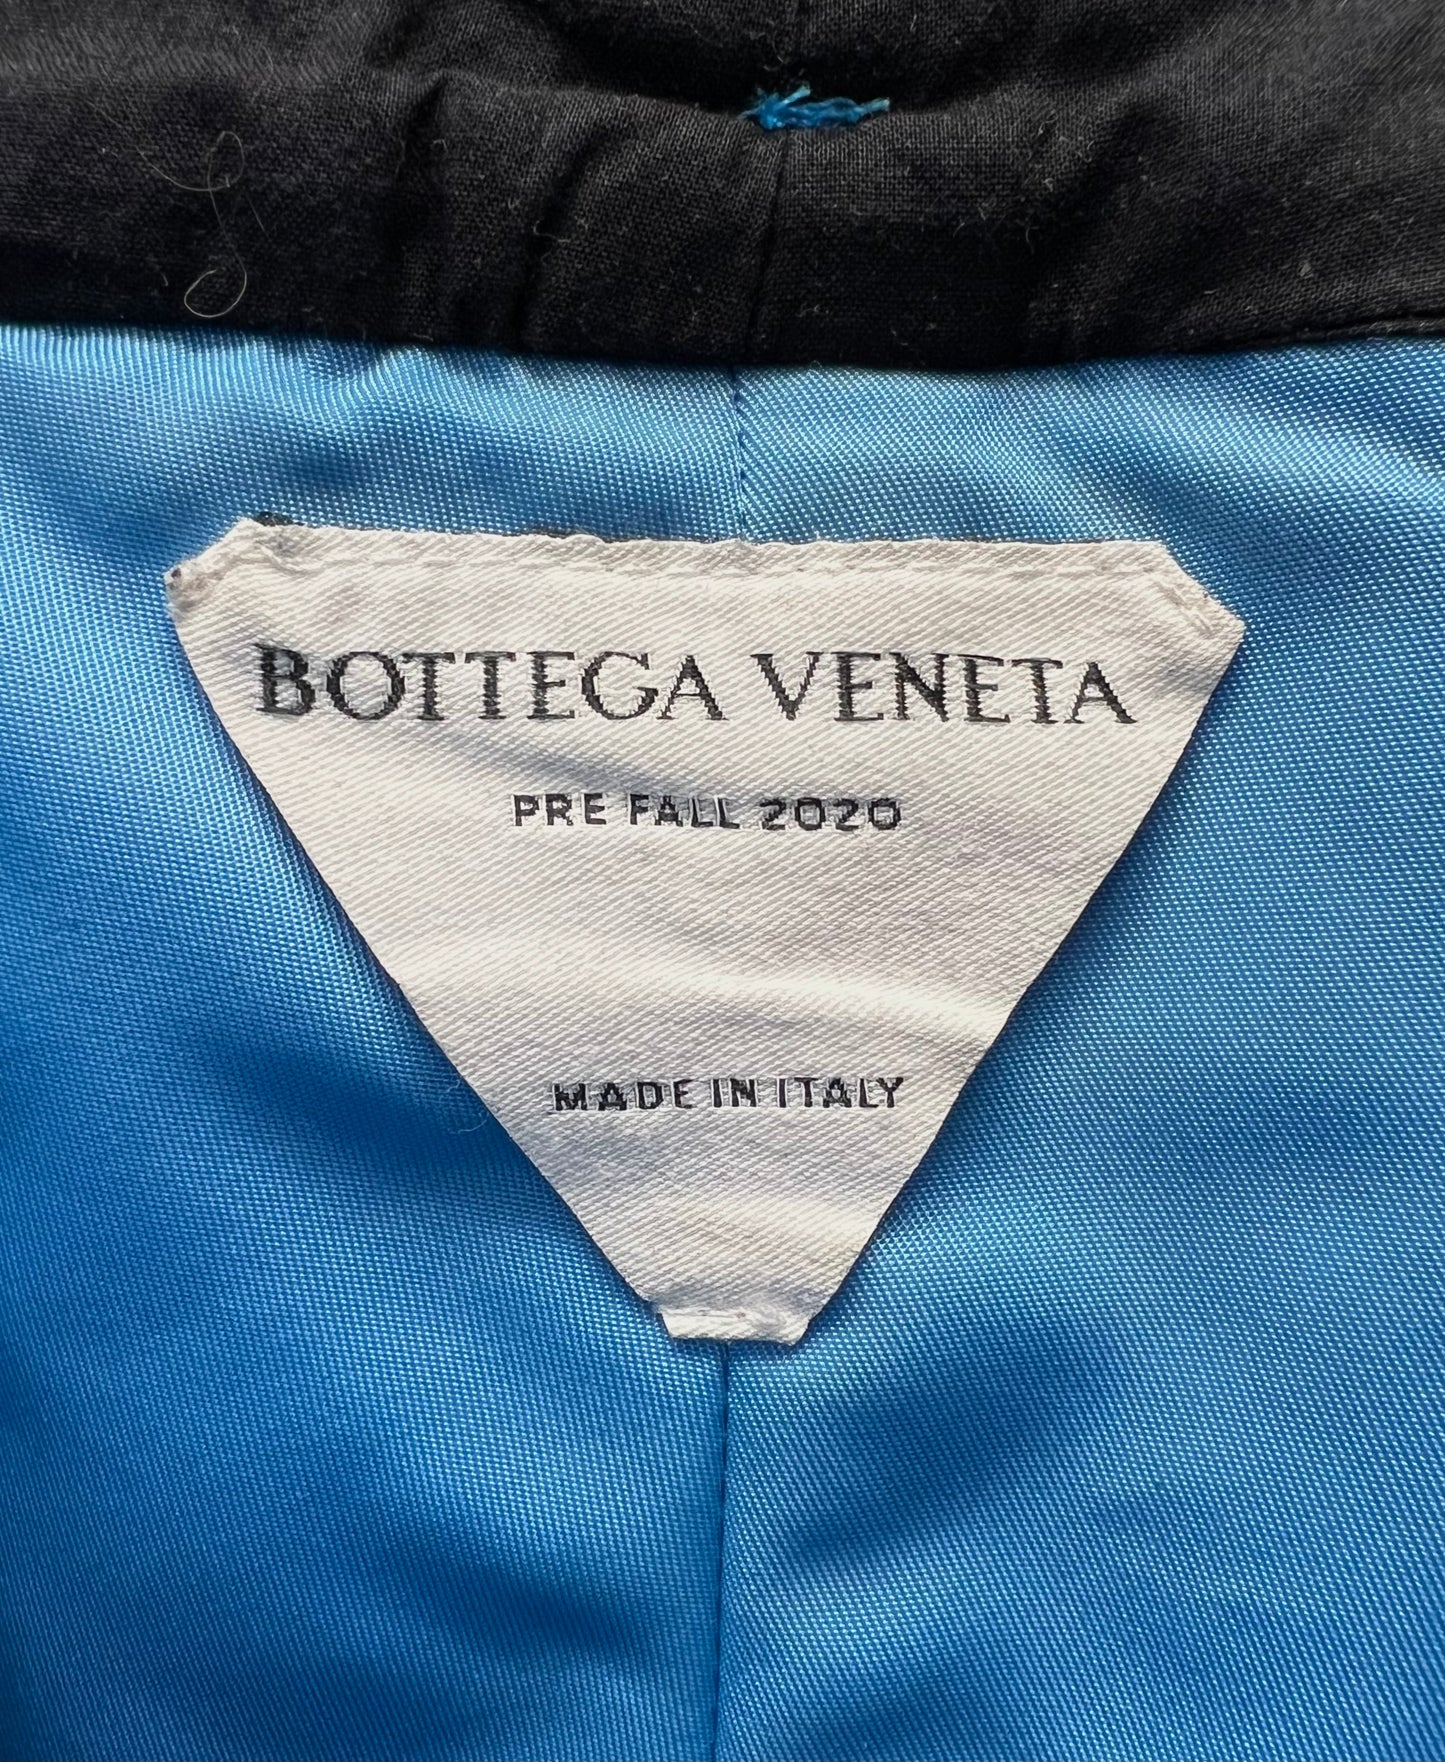 BOTTEGA VENETA
PRE FALL 2020
MADE IN ITALY